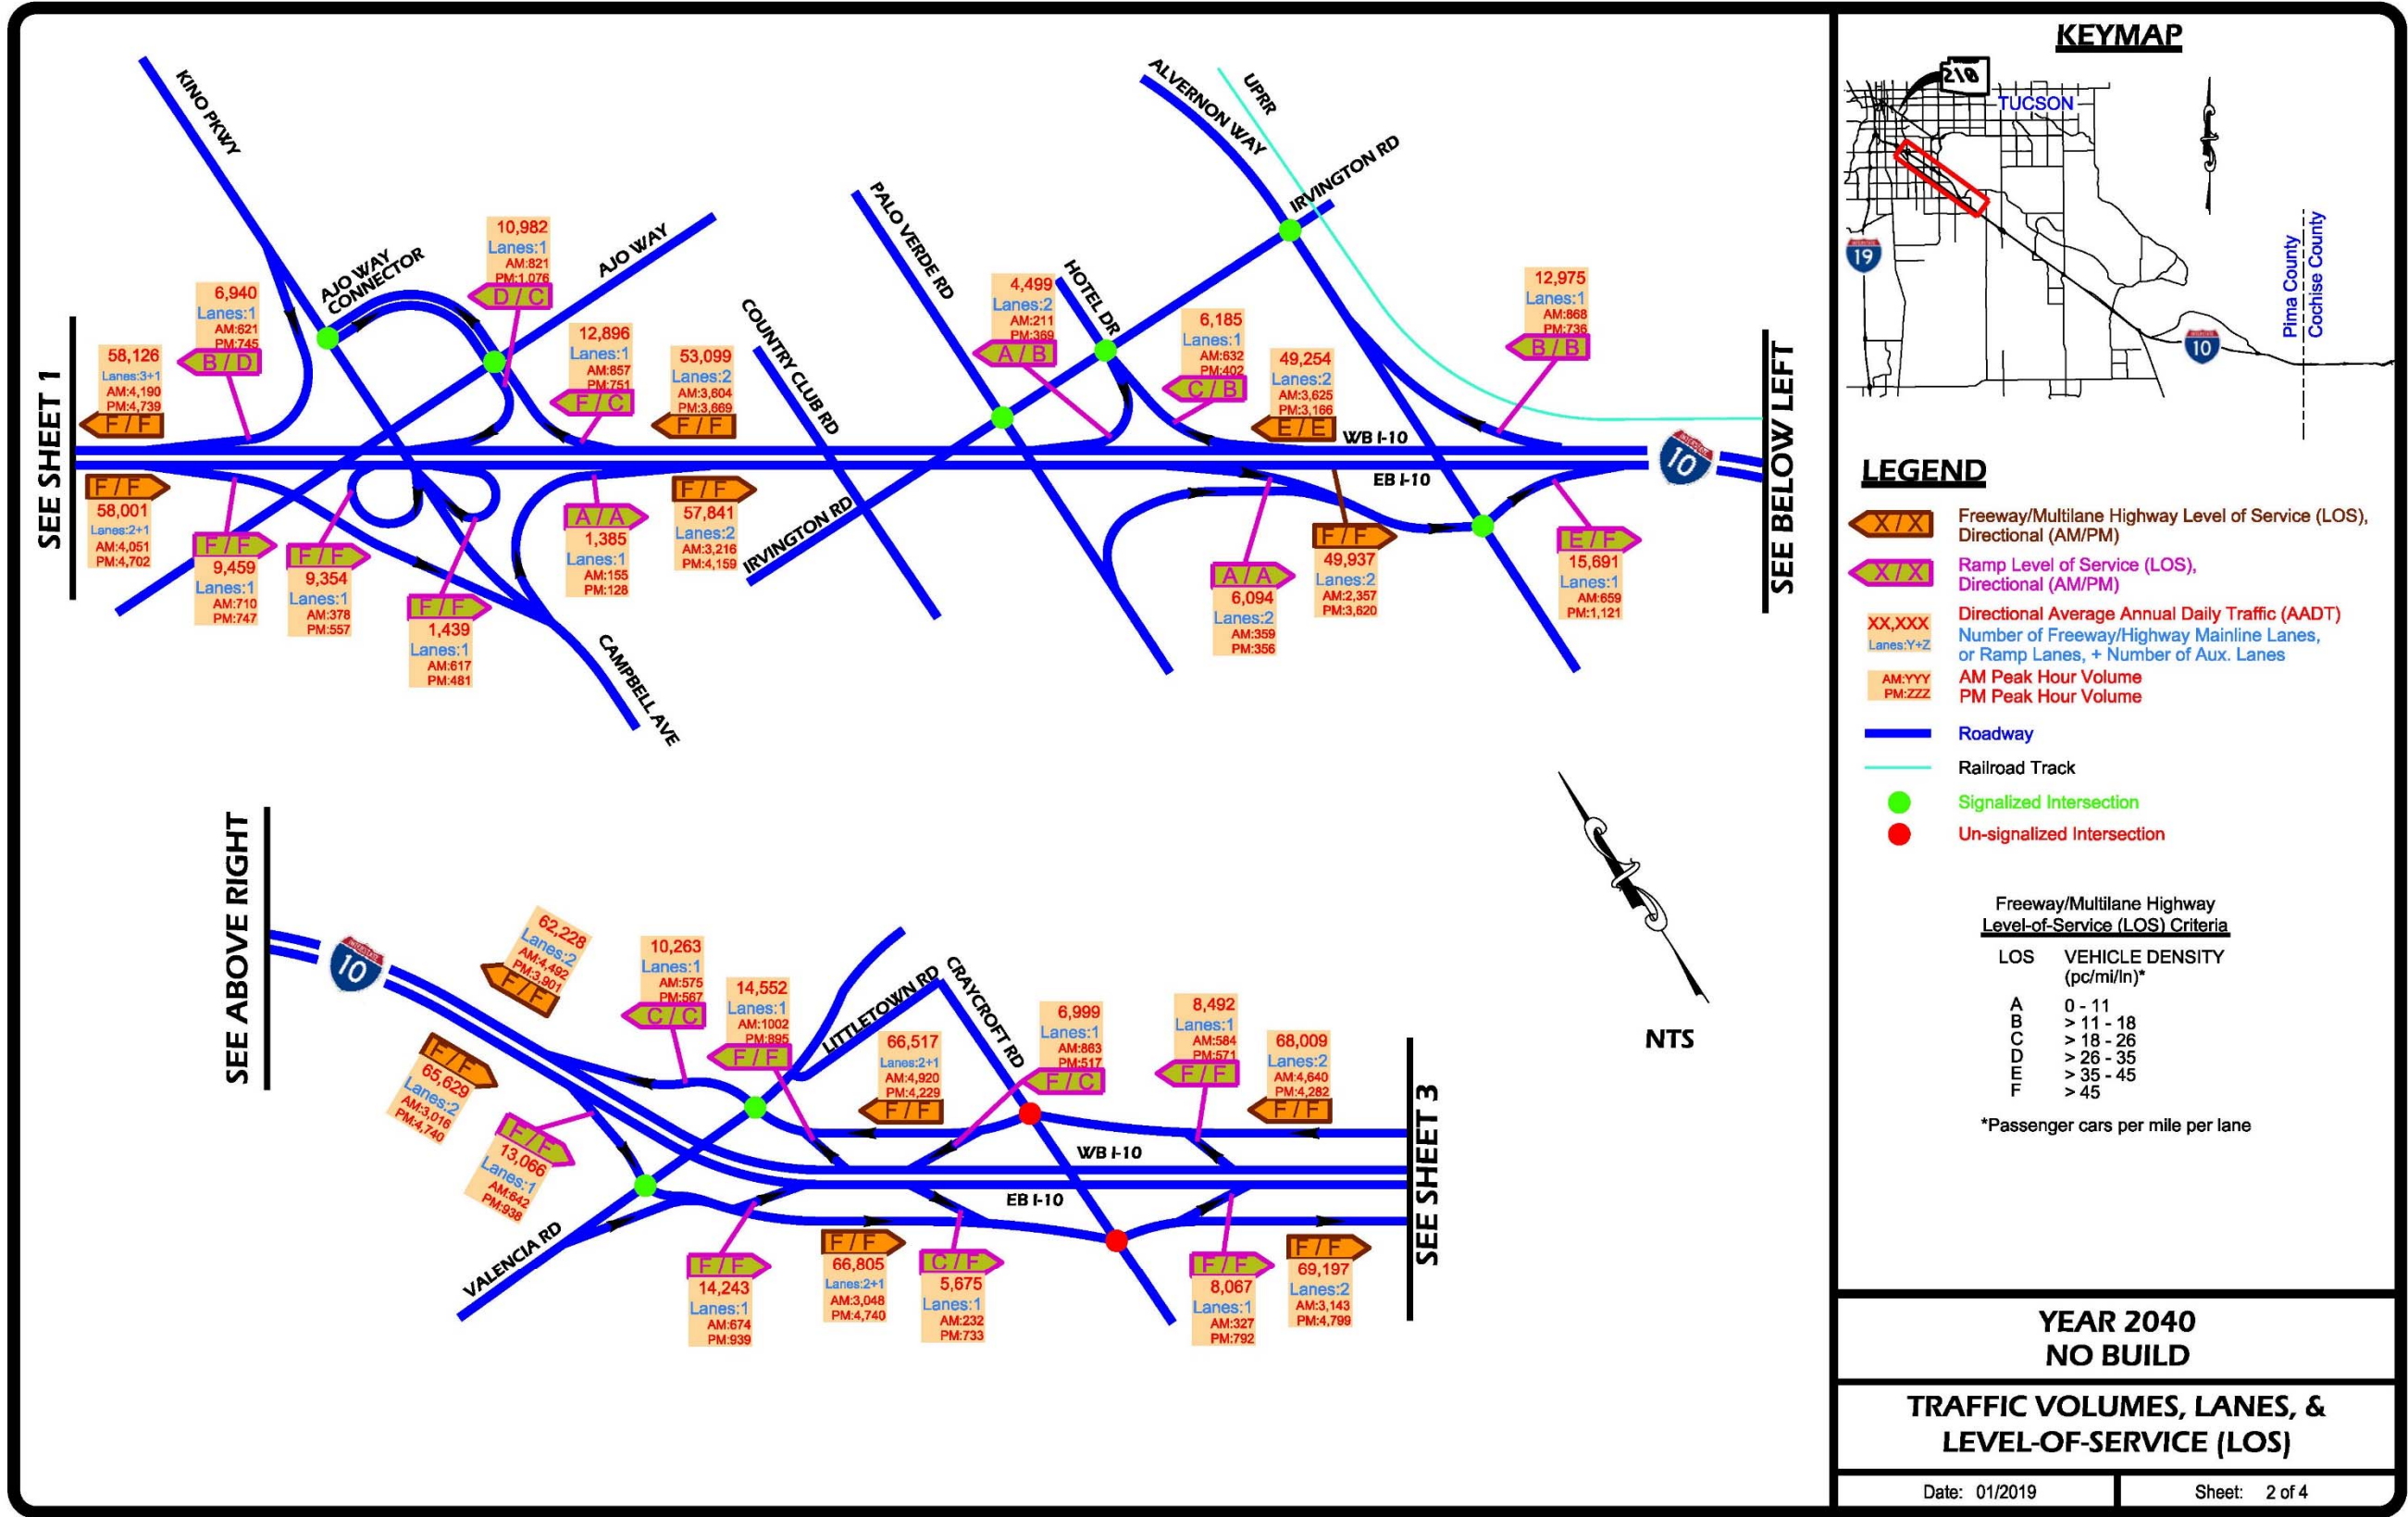 KINO PKWY
AJO WAY
CONNECTOR
AJO WAY
10,982
Lanes:1
AM:821
PM:1,076
D / C
6,940
Lanes:1
AM:621
PM:745
B / D
12,896
Lanes:1
AM:857
PM:751
F / C
58,126
Lanes:3+1
AM:4,190
PM:4,739
F / F
53,099
Lanes:2
AM:3,604
PM:3,669
F / F
COUNTRY CLUB RD
PALO VERDE RD
4,499
Lanes:2
AM:211
PM:369
A / B
HOTEL DR
6,185
Lanes:1
AM:632
PM:402
C / B
49,254
Lanes:2
AM:3,625
PM:3,166
E / E
ALVERNON WAY
UPRR
IRVINGTON RD
12,975
Lanes:1
AM:868
PM:736
B / B
SEE SHEET 1
SEE BELOW LEFT
WB I-10
EB I-10
INTERSTATE
10
F / F
58,001
Lanes:2+1
AM:4,051
PM:4,702
F / F
9,459
Lanes:1
AM:710
PM:747
F / F
9,354
Lanes:1
AM:378
PM:557
F / F
1,439
Lanes:1
AM:617
PM:481
A / A
1,385
Lanes:1
AM:155
PM:128
F / F
57,841
Lanes:2
AM:3,216
PM:4,159
IRVINGTON RD
CAMPBELL AVE
A / A
6,094
Lanes:2
AM:359
PM:356
F / F
49,937
Lanes:2
AM:2,357
PM:3,620
E / F
15,691
Lanes:1
AM:659
PM:1,121
SEE ABOVE RIGHT
INTERSTATE
10
62,228
Lanes:2
AM:4,492
PM:3,901
F / F
10,263
Lanes:1
AM:575
PM:567
C / C
14,552
Lanes:1
AM:1002
PM:895
F / F
LITTLETOWN RD
CRAYCROFT RD
66,517
Lanes:2+1
AM:4,920
PM:4,229
F / F
6,999
Lanes:1
AM:863
PM:517
F / C
8,492
Lanes:1
AM:584
PM:571
F / F
68,009
Lanes:2
AM:4,640
PM:4,282
F / F
NTS
F / F
65,629
Lanes:2
AM:3,016
PM:4,740
F / F
13,066
Lanes:1
AM:642
PM:938
WB I-10
EB I-10
SEE SHEET 3
VALENCIA RD
F / F
14,243
Lanes:1
AM:674
PM:939
F / F
66,805
Lanes:2+1
AM:3,048
PM:4,740
C / F
5,675
Lanes:1
AM:232
PM:733
F / F
8,067
Lanes:1
AM:327
PM:792
F / F
69,197
Lanes:2
AM:3,143
PM:4,799
KEYMAP
210
TUCSON
INTERSTATE
19
INTERSTATE
10
Pima County
Cochise County
LEGEND
X / X
Freeway/Multilane Highway Level of Service (LOS),
Directional (AM/PM)
X / X
Ramp Level of Service (LOS),
Directional (AM/PM)
XX,XXX
Directional Average Annual Daily Traffic (AADT)
Lanes:Y+Z
Number of Freeway/Highway Mainline Lanes,
or Ramp Lanes, + Number of Aux. Lanes
AM:YYY
AM Peak Hour Volume
PM:ZZZ
PM Peak Hour Volume
Roadway
Railroad Track
Signalized Intersection
Un-signalized Intersection
Freeway/Multilane Highway
Level-of-Service (LOS) Criteria
LOS VEHICLE DENSITY
(pc/mi/ln)*
A 0 - 11
B > 11 - 18
C > 18 - 26
D > 26 - 35
E > 35 - 45
F > 45
*Passenger cars per mile per lane
YEAR 2040
NO BUILD
TRAFFIC VOLUMES, LANES, &
LEVEL-OF-SERVICE (LOS)
Date: 01/2019
Sheet: 2 of 4